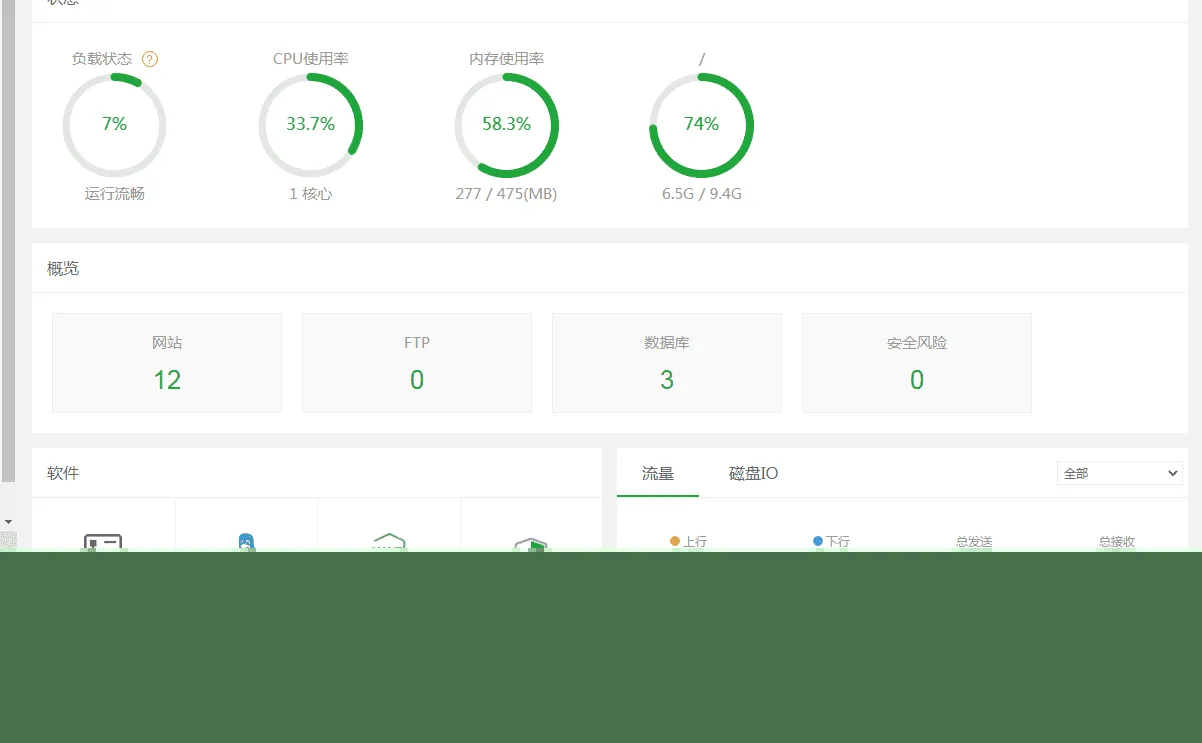 状态
负载状态 ? CPU使用率 内存使用率 /
7% 33.7% 58.3% 74%
运行流畅 1 核心 277 / 475(MB) 6.5G / 9.4G
概览
网站 FTP 数据库 安全风险
12 0 3 0
软件 流量 磁盘IO 全部
上行 下行 总发送 总接收